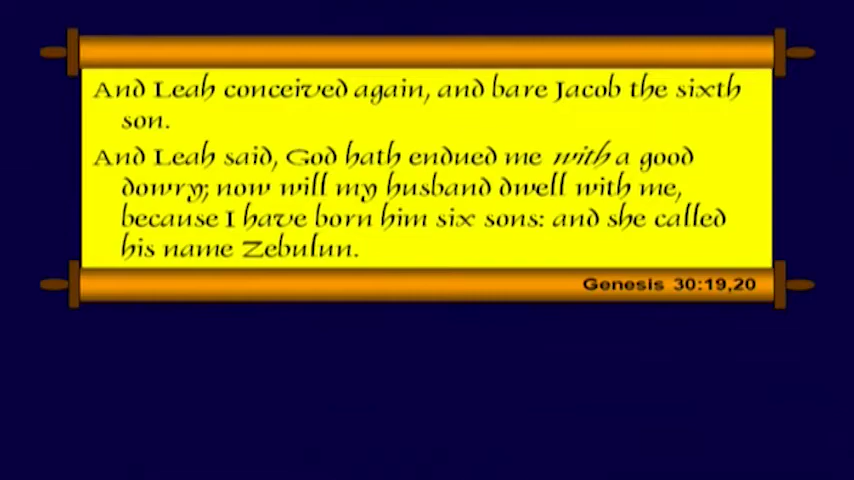 And Leah conceived again, and bare Jacob the sixth
son.
And Leah said, God hath endued me with a good
dowry; now will my husband dwell with me,
because I have born him six sons: and she called
his name Zebulun.
Genesis 30:19,20